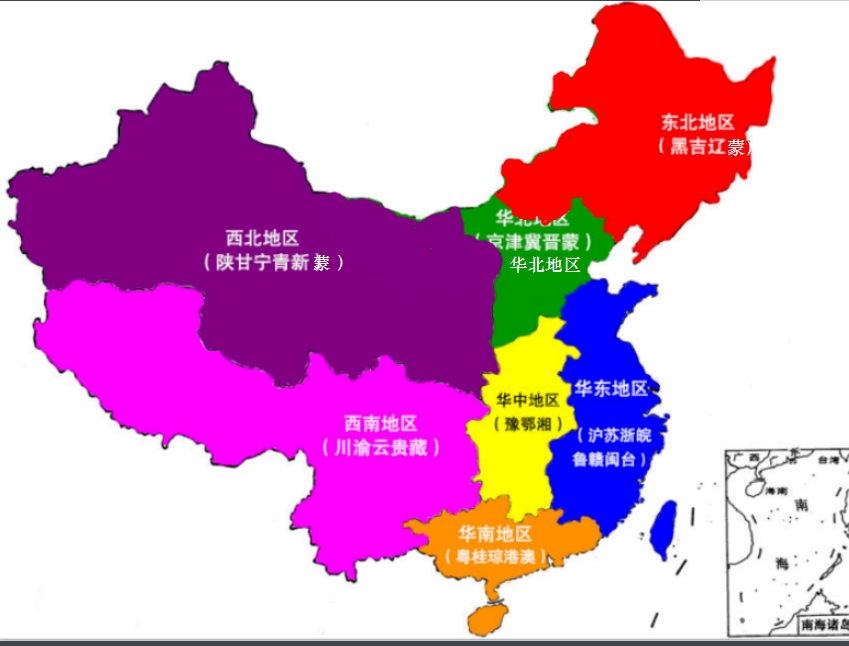 东北地区
（黑吉辽蒙）
华北地区
（京津冀晋蒙）
华北地区
西北地区
（陕甘宁青新蒙）
华东地区
华中地区
（豫鄂湘）
西南地区
（川渝云贵藏）
（沪苏浙皖
鲁赣闽台）
华南地区
（粤桂琼港澳）
广西
台湾
海南
南
海
南海诸岛